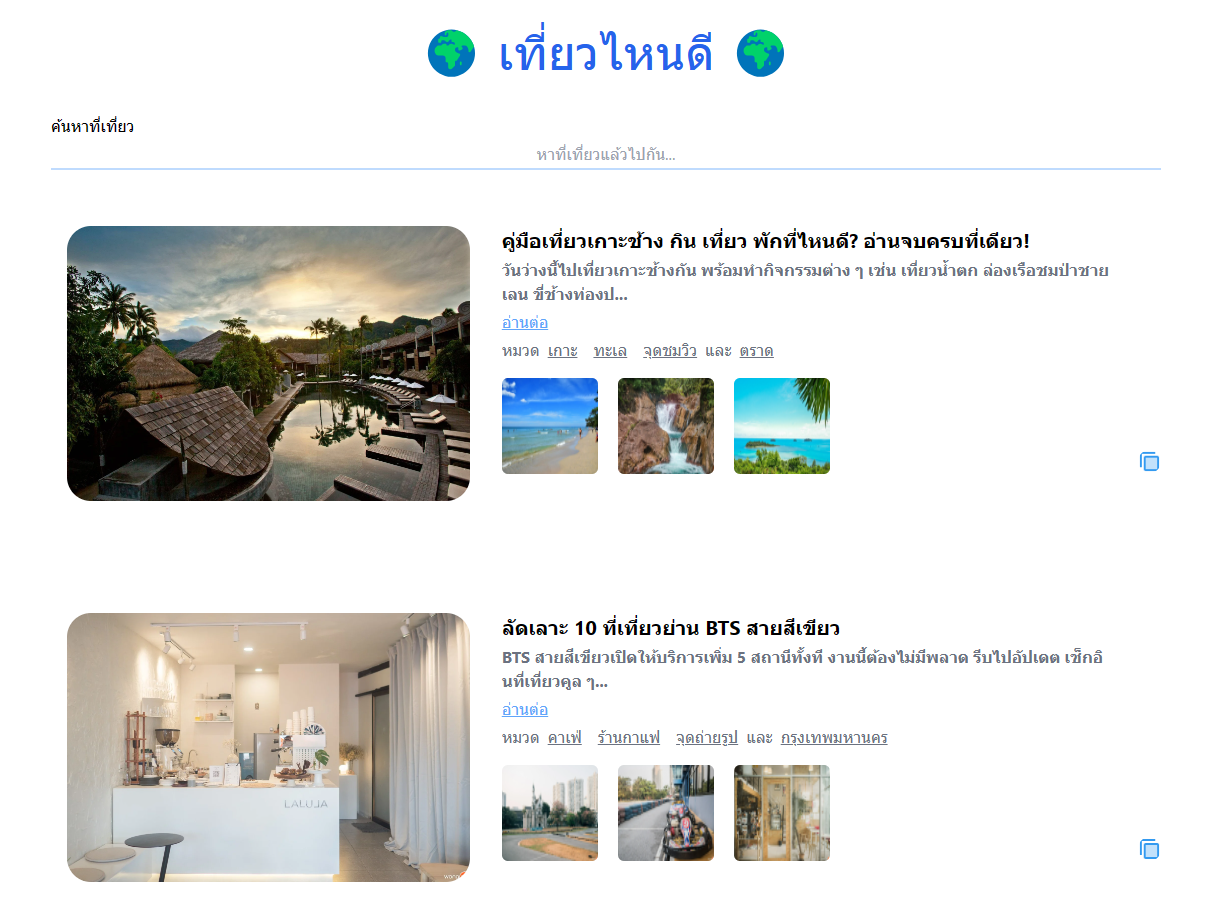 เที่ยวไหนดี
ค้นหาที่เที่ยว
หาที่เที่ยวแล้วไปกัน...
คู่มือเที่ยวเกาะช้าง กิน เที่ยว พักที่ไหนดี? อ่านจบครบที่เดียว!
วันว่างนี้ไปเที่ยวเกาะช้างกัน พร้อมทำกิจกรรมต่าง ๆ เช่น เที่ยวน้ำตก ล่องเรือชมป่าชาย
เลน ขี่ช้างท่องป...
อ่านต่อ
หมวด เกาะ ทะเล จุดชมวิว และ ตราด
ลัดเลาะ 10 ที่เที่ยวย่าน BTS สายสีเขียว
BTS สายสีเขียวเปิดให้บริการเพิ่ม 5 สถานีทั้งที งานนี้ต้องไม่มีพลาด รีบไปอัปเดต เช็กอิ
นที่เที่ยวคูล ๆ...
อ่านต่อ
หมวด คาเฟ่ ร้านกาแฟ จุดถ่ายรูป และ กรุงเทพมหานคร
LALUJA